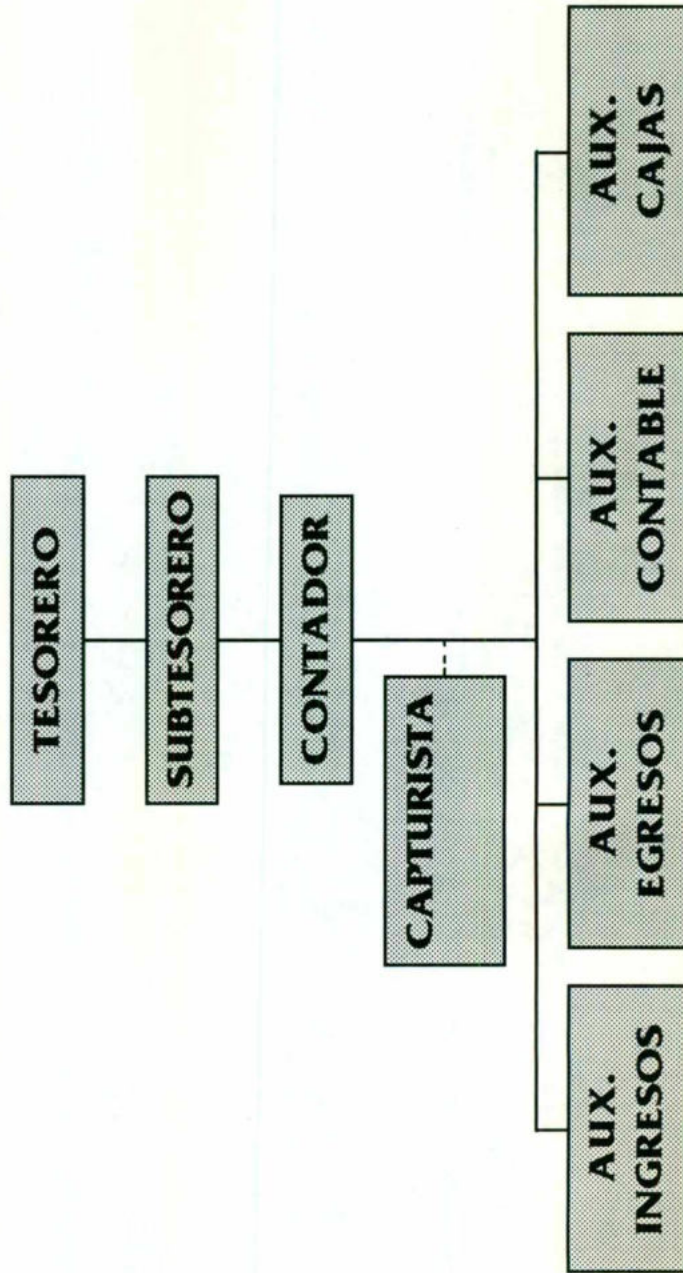 TESORERO
SUBTESORERO
CONTADOR
CAPTURISTA
AUX.
INGRESOS
AUX.
EGRESOS
AUX.
CONTABLE
AUX.
CAJAS